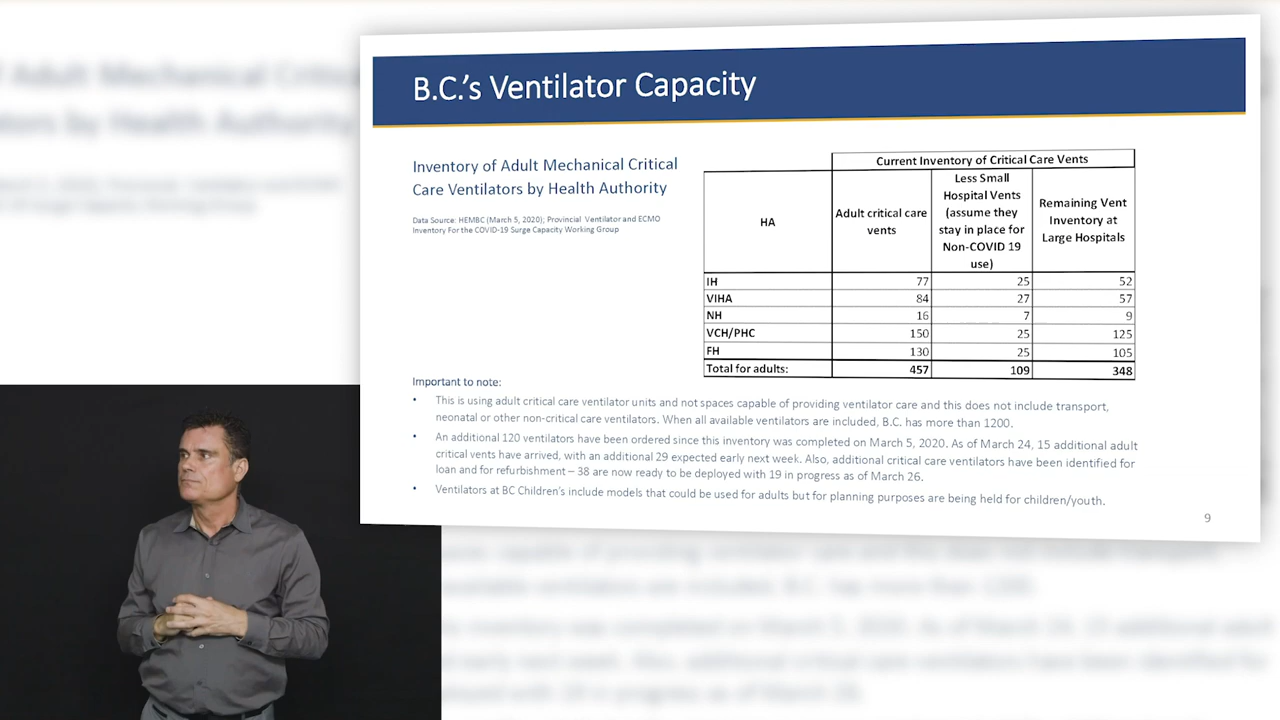 B.C.'s Ventilator Capacity
Inventory of Adult Mechanical Critical
Care Ventilators by Health Authority
Data Source: HEMBC (March 5, 2020); Provincial Ventilator and ECMO
Inventory For the COVID-19 Surge Capacity Working Group
Current Inventory of Critical Care Vents
HA
Adult critical care
vents
Less Small
Hospital Vents
(assume they
stay in place for
Non-COVID 19
use)
Remaining Vent
Inventory at
Large Hospitals
IH 77 25 52
VIHA 84 27 57
NH 16 7 9
VCH/PHC 150 25 125
FH 130 25 105
Total for adults: 457 109 348
Important to note:
• This is using adult critical care ventilator units and not spaces capable of providing ventilator care and this does not include transport,
neonatal or other non-critical care ventilators. When all available ventilators are included, B.C. has more than 1200.
• An additional 120 ventilators have been ordered since this inventory was completed on March 5, 2020. As of March 24, 15 additional adult
critical vents have arrived, with an additional 29 expected early next week. Also, additional critical care ventilators have been identified for
loan and for refurbishment – 38 are now ready to be deployed with 19 in progress as of March 26.
• Ventilators at BC Children's include models that could be used for adults but for planning purposes are being held for children/youth.
9